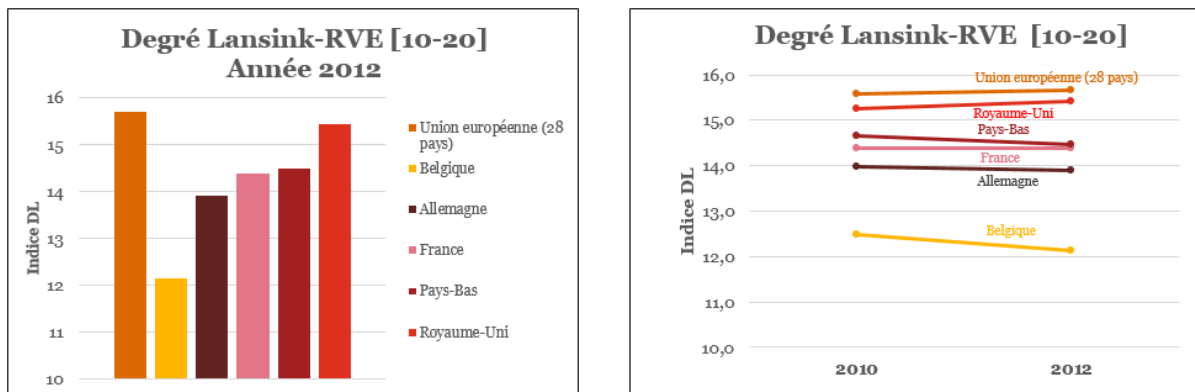 Degré Lansink-RVE [10-20]
Année 2012
16
15
14
13
12
11
10
Indice DL
Union européenne (28
pays)
Belgique
Allemagne
France
Pays-Bas
Royaume-Uni
Degré Lansink-RVE [10-20]
16,0
15,0
14,0
13,0
12,0
11,0
10,0
Indice DL
Union européenne (28 pays)
Royaume-Uni
Pays-Bas
France
Allemagne
Belgique
2010
2012